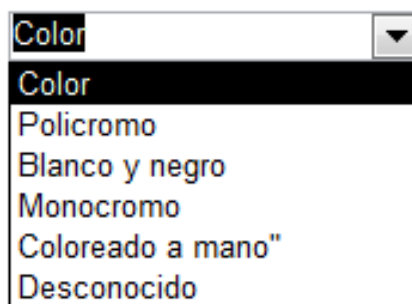 Color
Color
Policromo
Blanco y negro
Monocromo
Coloreado a mano"
Desconocido